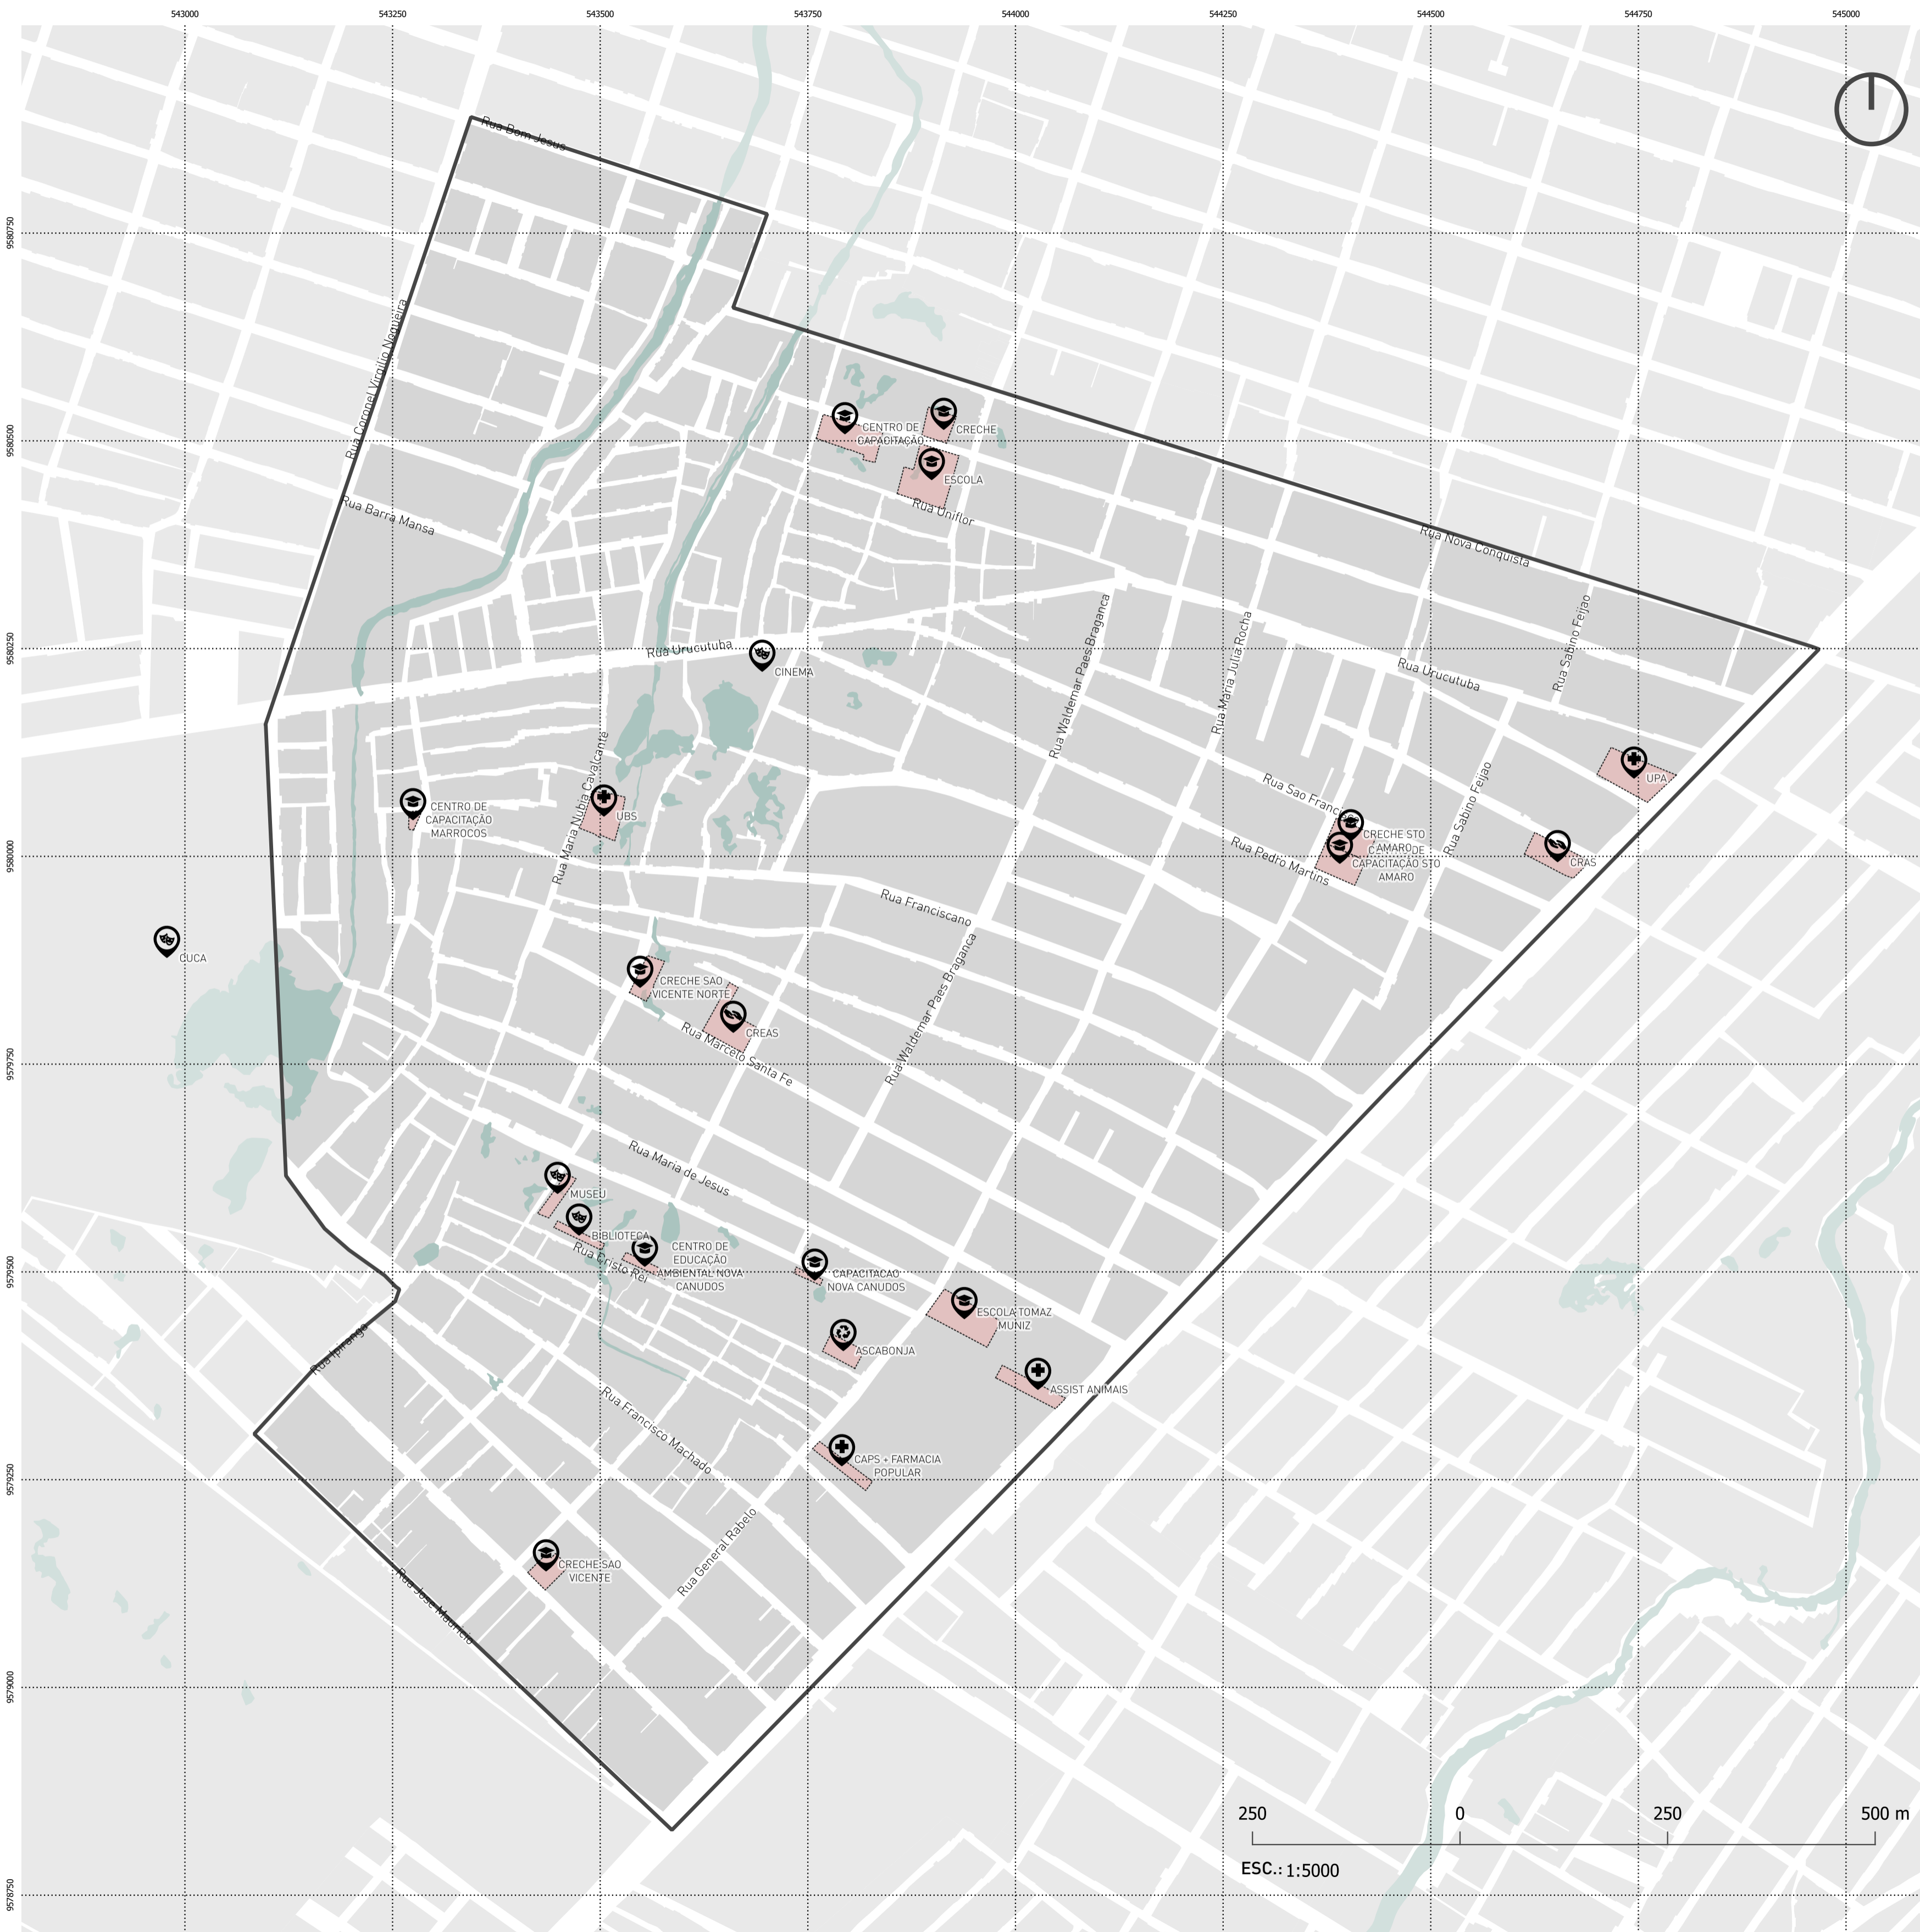 543000
543250
543500
543750
544000
544250
544500
544750
545000
Rua Bom Jesus
9580750
Rua Coronel Virgilio Nogueira
CENTRO DE
CAPACITAÇÃO
CRECHE
9580500
ESCOLA
Rua Barra Mansa
Rua Uniflor
Rua Nova Conquista
Rua Waldemar Paes Braganca
Rua Maria Julia Rocha
Rua Sabino Feijao
9580250
Rua Urucutuba
CINEMA
Rua Urucutuba
Rua Maria Nubia Cavalcante
UPA
Rua Sao Francisco
Rua Sabino Feijao
CENTRO DE
CAPACITAÇÃO
MARROCOS
UBS
CRECHE STO
AMARO
Rua Pedro Martins
CAPACITAÇÃO STO
AMARO
CRAS
9580000
Rua Franciscano
CUCA
CRECHE SAO
VICENTE NORTE
Rua Waldemar Paes Braganca
CREAS
Rua Marcelo Santa Fe
9579750
Rua Maria de Jesus
MUSEU
BIBLIOTECA
Rua Cristo Rei
CENTRO DE
EDUCAÇÃO
AMBIENTAL NOVA
CANUDOS
CAPACITACAO
NOVA CANUDOS
9579500
ESCOLA TOMAZ
MUNIZ
Rua Ipiranga
ASCABONJA
ASSIST ANIMAIS
Rua Francisco Machado
CAPS + FARMACIA
POPULAR
9579250
Rua General Rabelo
CRECHE SAO
VICENTE
Rua Jose Mauricio
9579000
250
0
250
500 m
ESC.: 1:5000
9578750